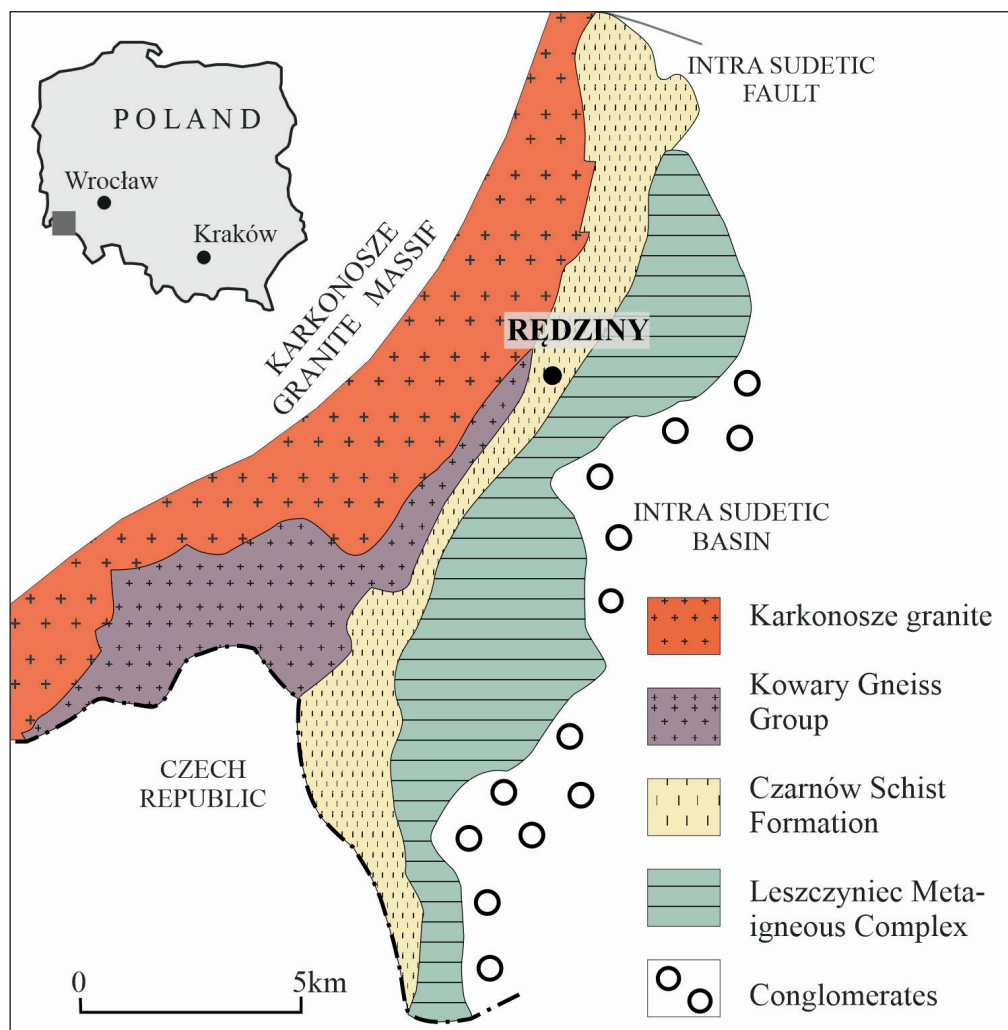 POLAND
Wrocław
Kraków
INTRA SUDETIC
FAULT
KARKONOSZE
GRANITE MASSIF
RĘDZINY
INTRA SUDETIC
BASIN
CZECH
REPUBLIC
Karkonosze granite
Kowary Gneiss
Group
Czarnów Schist
Formation
Leszczyniec Meta-
igneous Complex
Conglomerates
0 5km